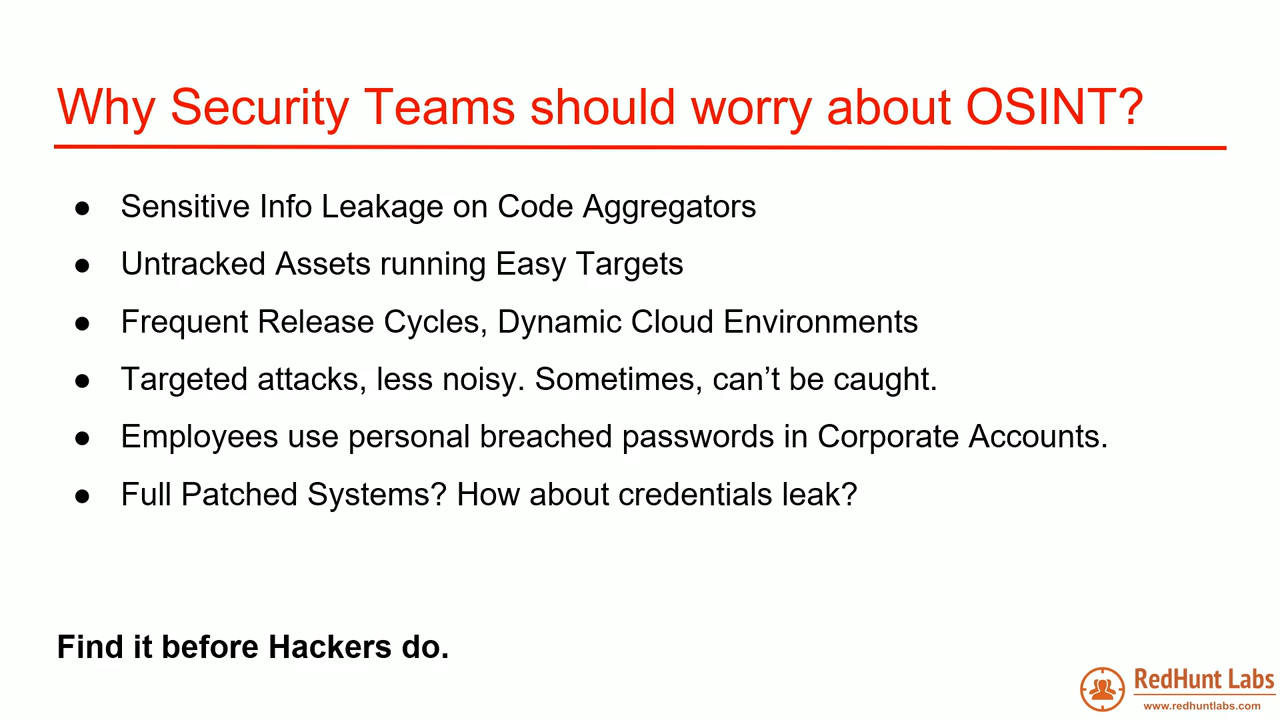 Why Security Teams should worry about OSINT?
● Sensitive Info Leakage on Code Aggregators
● Untracked Assets running Easy Targets
● Frequent Release Cycles, Dynamic Cloud Environments
● Targeted attacks, less noisy. Sometimes, can’t be caught.
● Employees use personal breached passwords in Corporate Accounts.
● Full Patched Systems? How about credentials leak?
Find it before Hackers do.
RedHunt Labs
www.redhuntlabs.com